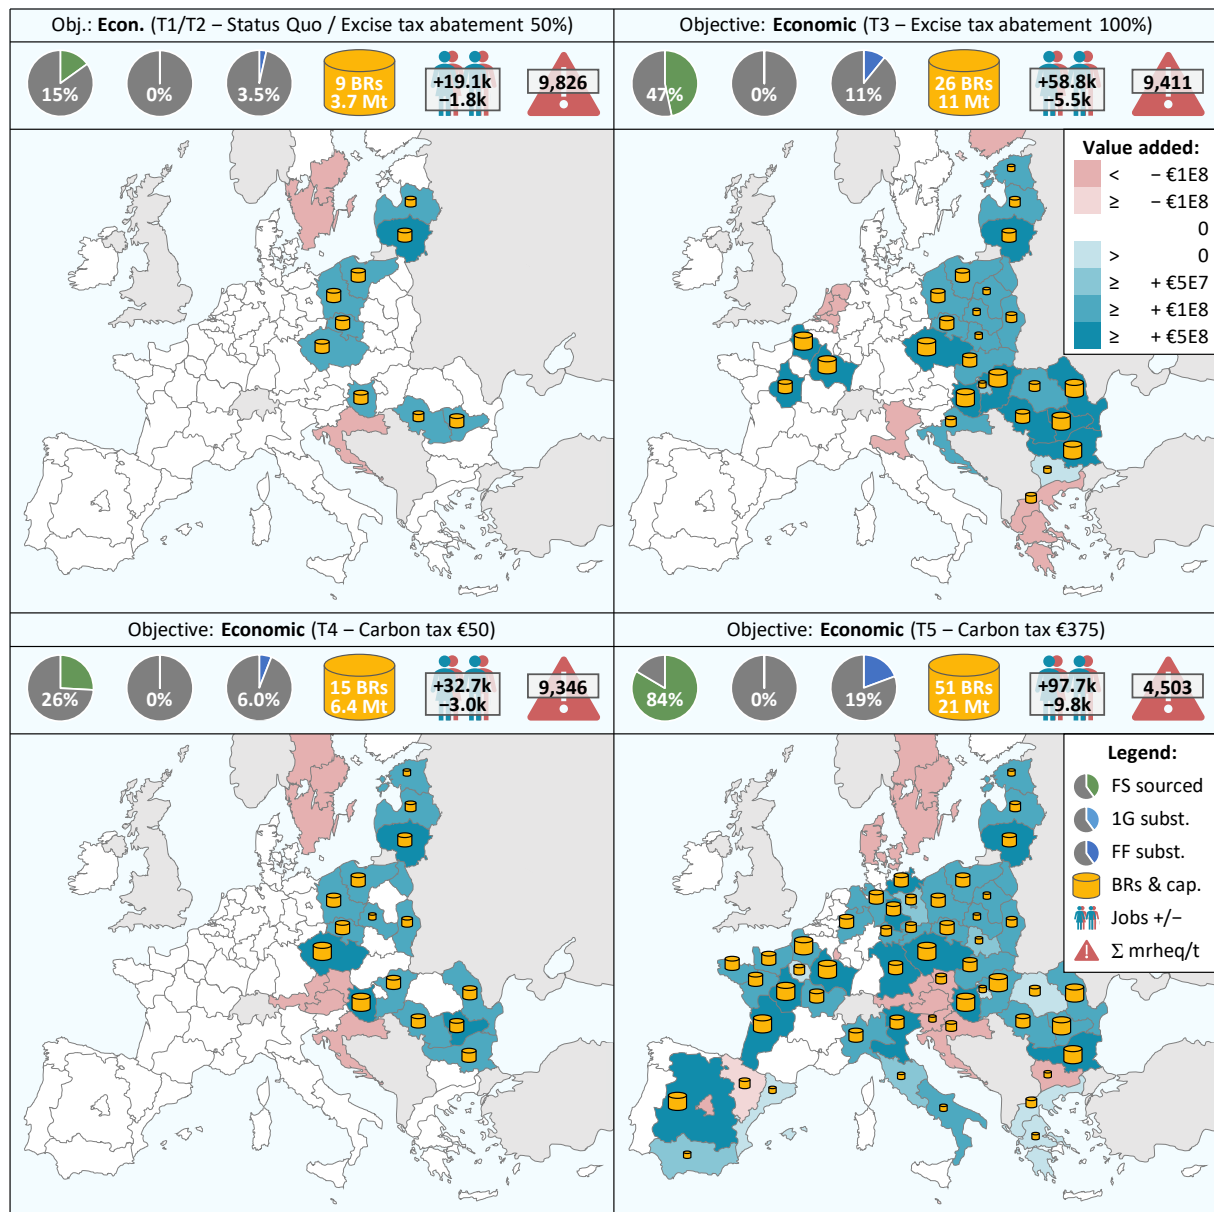 Obj.: Econ. (T1/T2 – Status Quo / Excise tax abatement 50%)
15%
0%
3.5%
9 BRs
3.7 Mt
+19.1k
−1.8k
9,826
Objective: Economic (T3 – Excise tax abatement 100%)
47%
0%
11%
26 BRs
11 Mt
+58.8k
−5.5k
9,411
Value added:
< − €1E8
≥ − €1E8
0
> 0
≥ + €5E7
≥ + €1E8
≥ + €5E8
Objective: Economic (T4 – Carbon tax €50)
26%
0%
6.0%
15 BRs
6.4 Mt
+32.7k
−3.0k
9,346
Objective: Economic (T5 – Carbon tax €375)
84%
0%
19%
51 BRs
21 Mt
+97.7k
−9.8k
4,503
Legend:
FS sourced
1G subst.
FF subst.
BRs & cap.
Jobs +/−
Σ mrheq/t